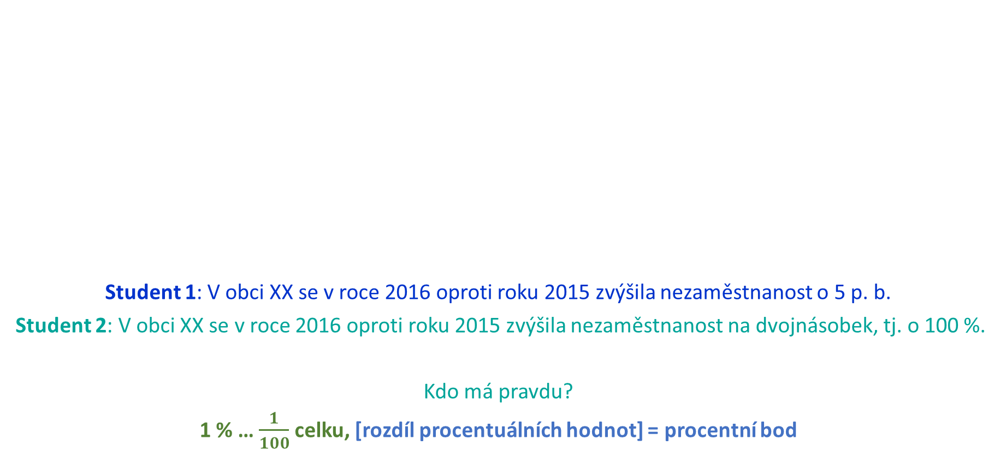 Student 1: V obci XX se v roce 2016 oproti roku 2015 zvýšila nezaměstnanost o 5 p. b.
Student 2: V obci XX se v roce 2016 oproti roku 2015 zvýšila nezaměstnanost na dvojnásobek, tj. o 100 %.
Kdo má pravdu?
1 % … 1/100 celku, [rozdíl procentuálních hodnot] = procentní bod